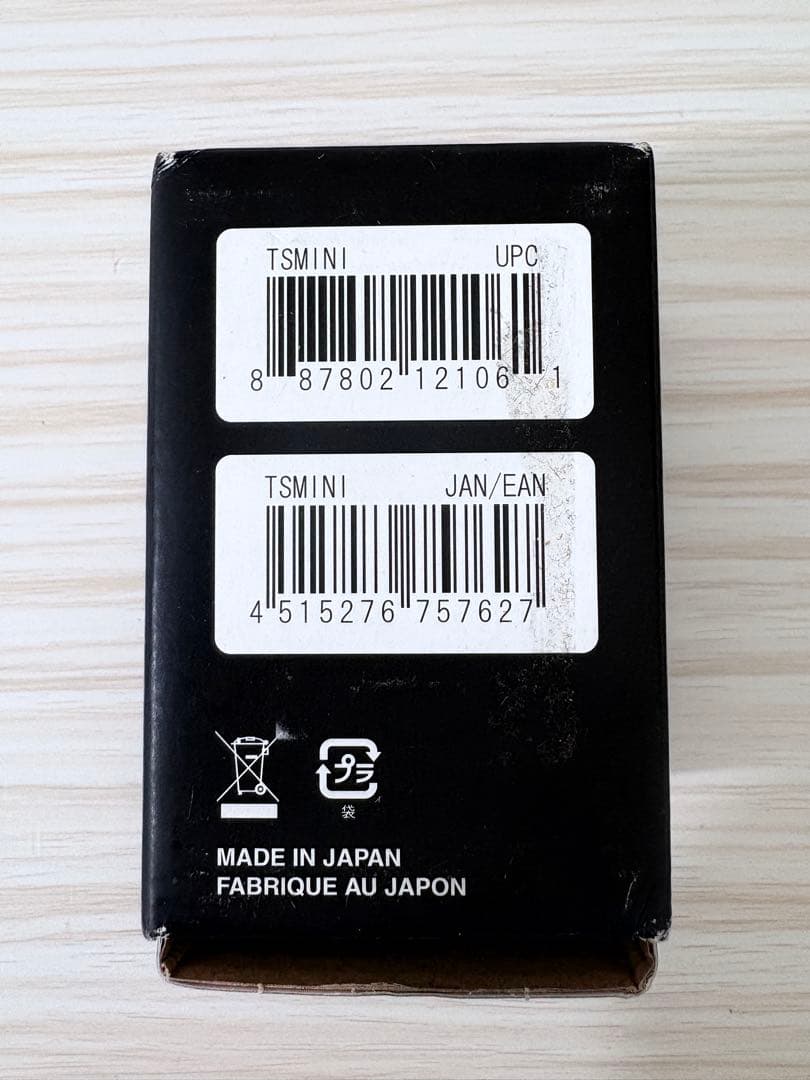 TSMINI UPC
8 87802 12106 1
TSMINI JAN/EAN
4 515276 757627
プラ
袋
MADE IN JAPAN
FABRIQUE AU JAPON